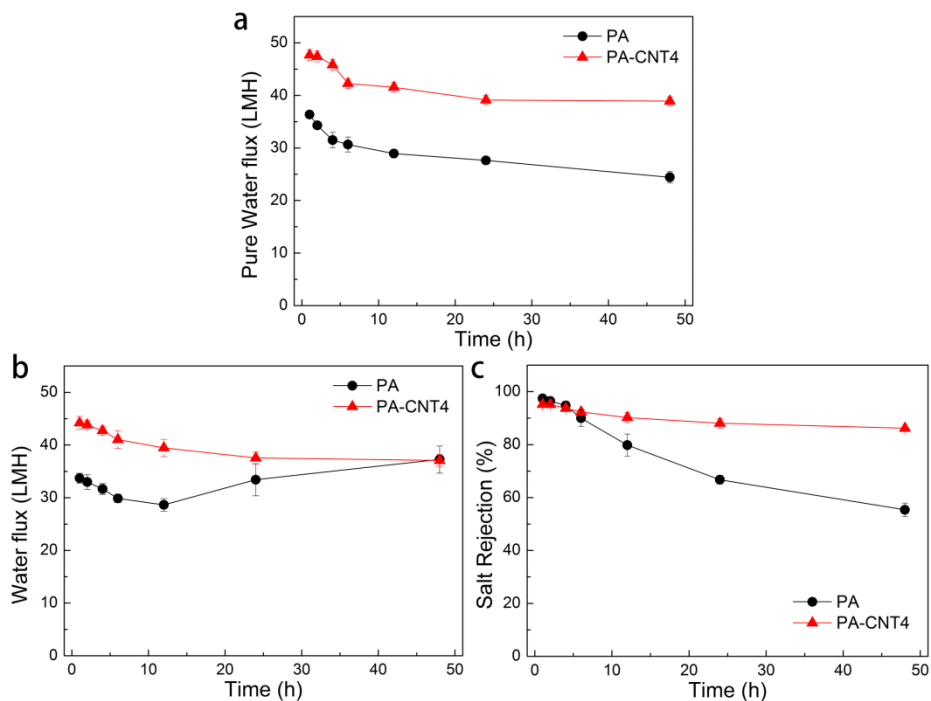 a
PA
PA-CNT4
Pure Water flux (LMH)
50
40
30
20
10
0
0 10 20 30 40 50
Time (h)
b
PA
PA-CNT4
Water flux (LMH)
50
40
30
20
10
0
0 10 20 30 40 50
Time (h)
c
Salt Rejection (%)
100
80
60
40
20
0
PA
PA-CNT4
0 10 20 30 40 50
Time (h)